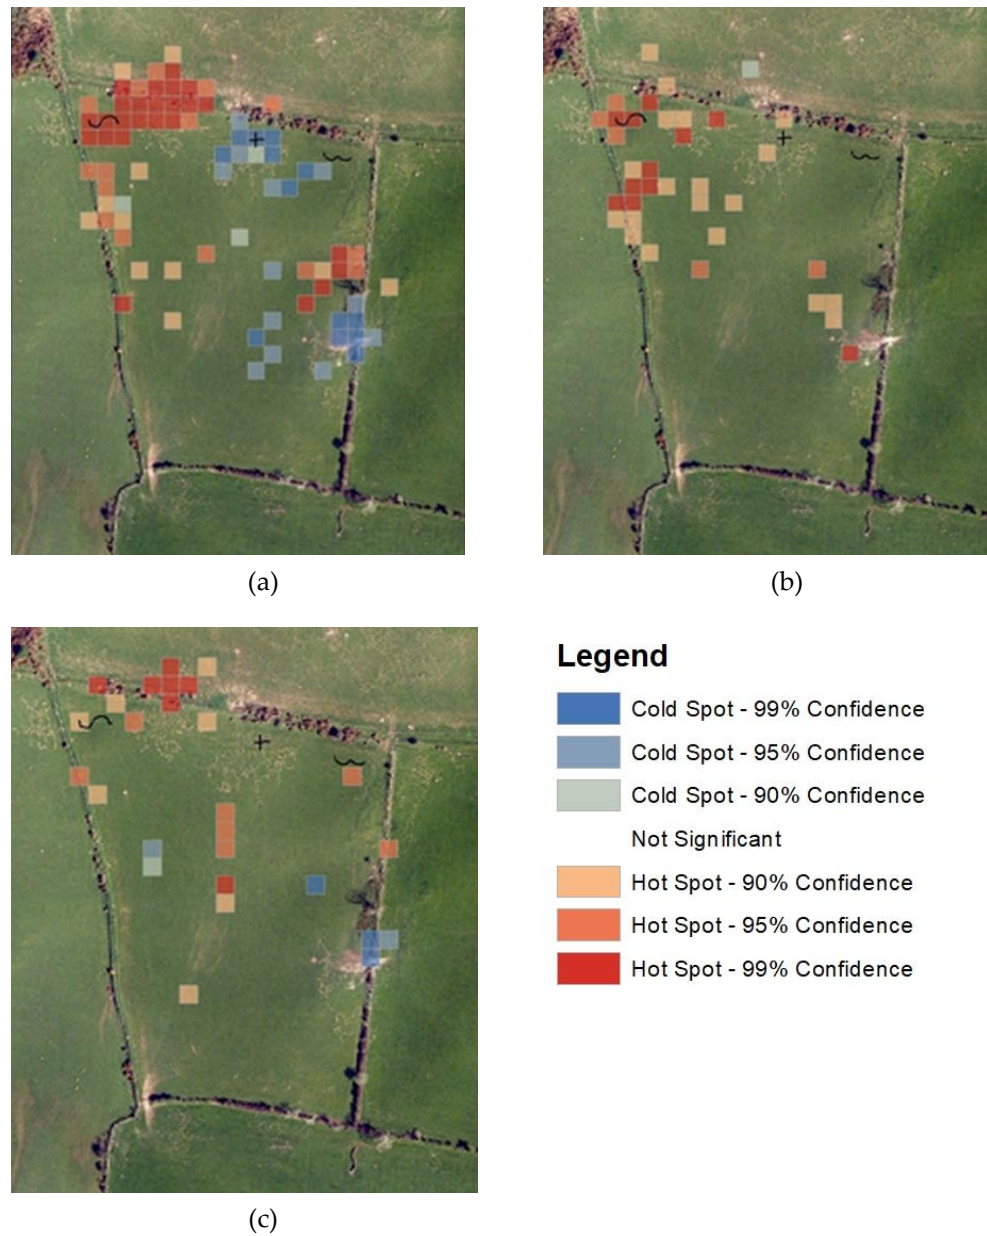 (a)
(b)
(c)
Legend
Cold Spot - 99% Confidence
Cold Spot - 95% Confidence
Cold Spot - 90% Confidence
Not Significant
Hot Spot - 90% Confidence
Hot Spot - 95% Confidence
Hot Spot - 99% Confidence